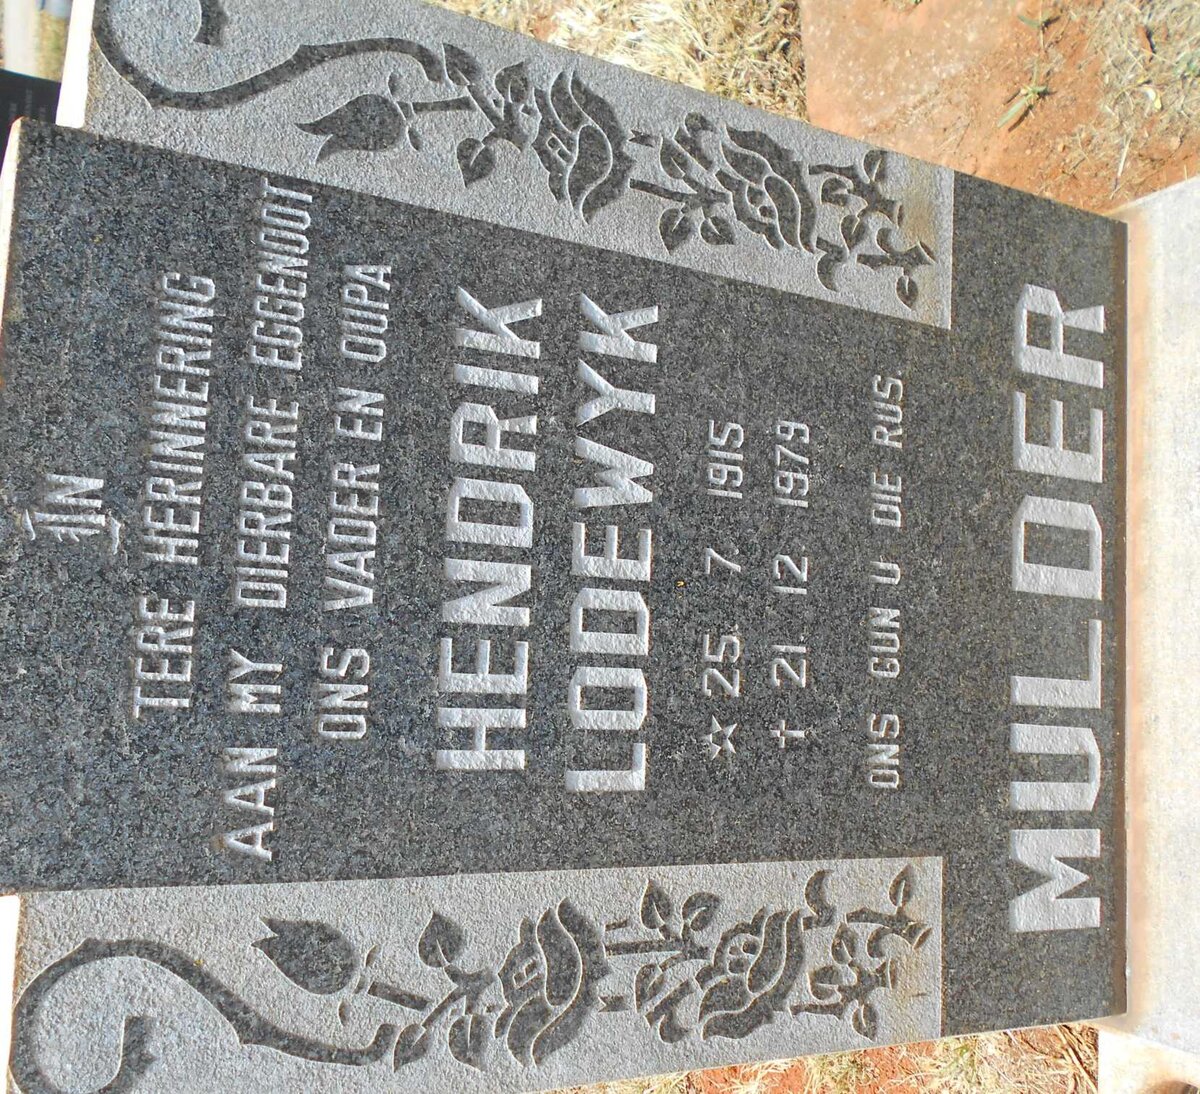 IN
TERE HERINNERING
AAN MY DIERBARE EGGENOOT
ONS VADER EN OUPA
HENDRIK
LODEWYK
☆ 25. 7. 1915
† 21. 12. 1979
ONS GUN U DIE RUS.
MULDER